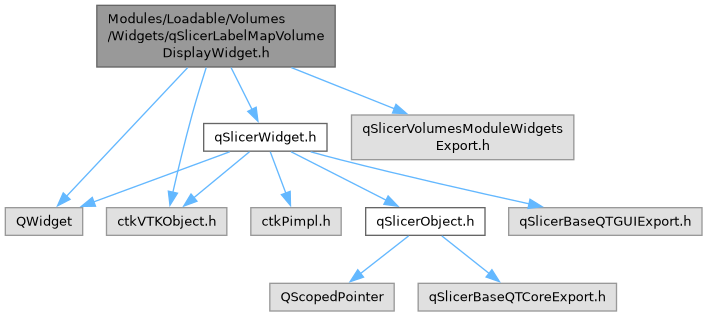 Modules/Loadable/Volumes
/Widgets/qSlicerLabelMapVolume
DisplayWidget.h
qSlicerWidget.h
qSlicerVolumesModuleWidgets
Export.h
QWidget
ctkVTKObject.h
ctkPimpl.h
qSlicerObject.h
qSlicerBaseQTGUIExport.h
QScopedPointer
qSlicerBaseQTCoreExport.h